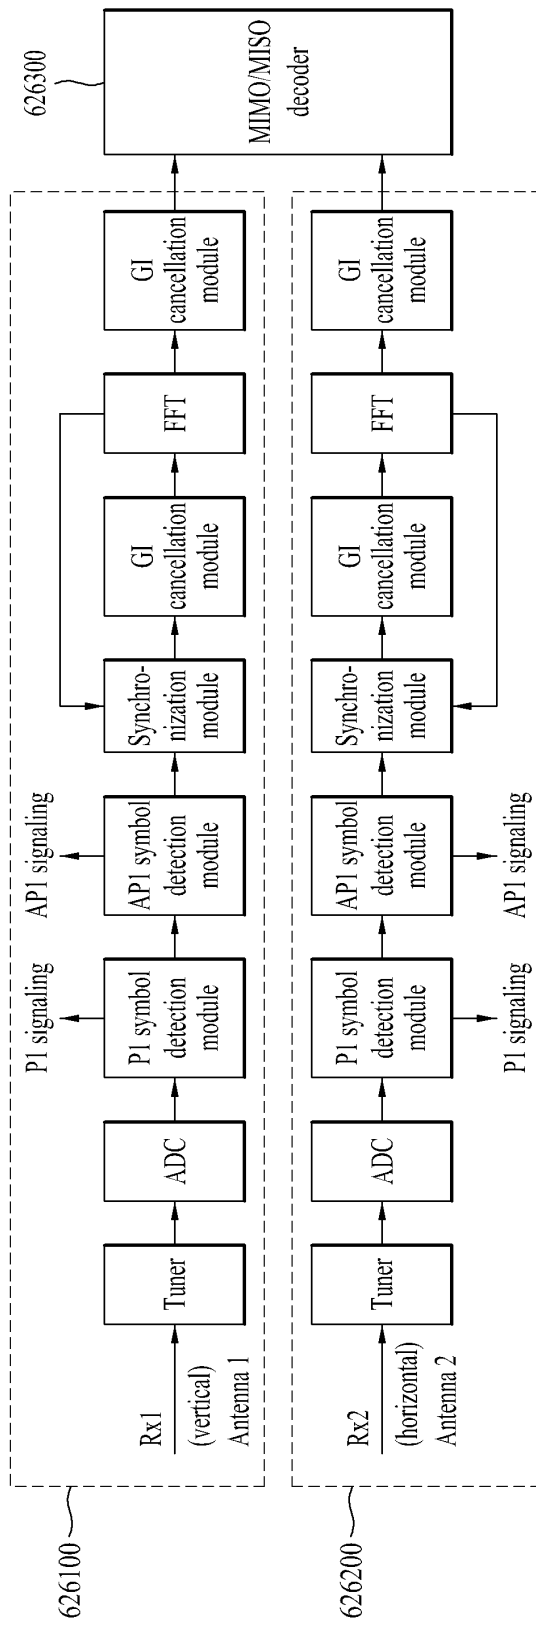 626100
Rx1
(vertical)
Antenna 1
Tuner
ADC
P1 symbol
detection
module
P1 signaling
AP1 symbol
detection
module
AP1 signaling
Synchro-
nization
module
GI
cancellation
module
FFT
GI
cancellation
module
626300
MIMO/MISO
decoder
626200
Rx2
(horizontal)
Antenna 2
Tuner
ADC
P1 symbol
detection
module
P1 signaling
AP1 symbol
detection
module
AP1 signaling
Synchro-
nization
module
GI
cancellation
module
FFT
GI
cancellation
module